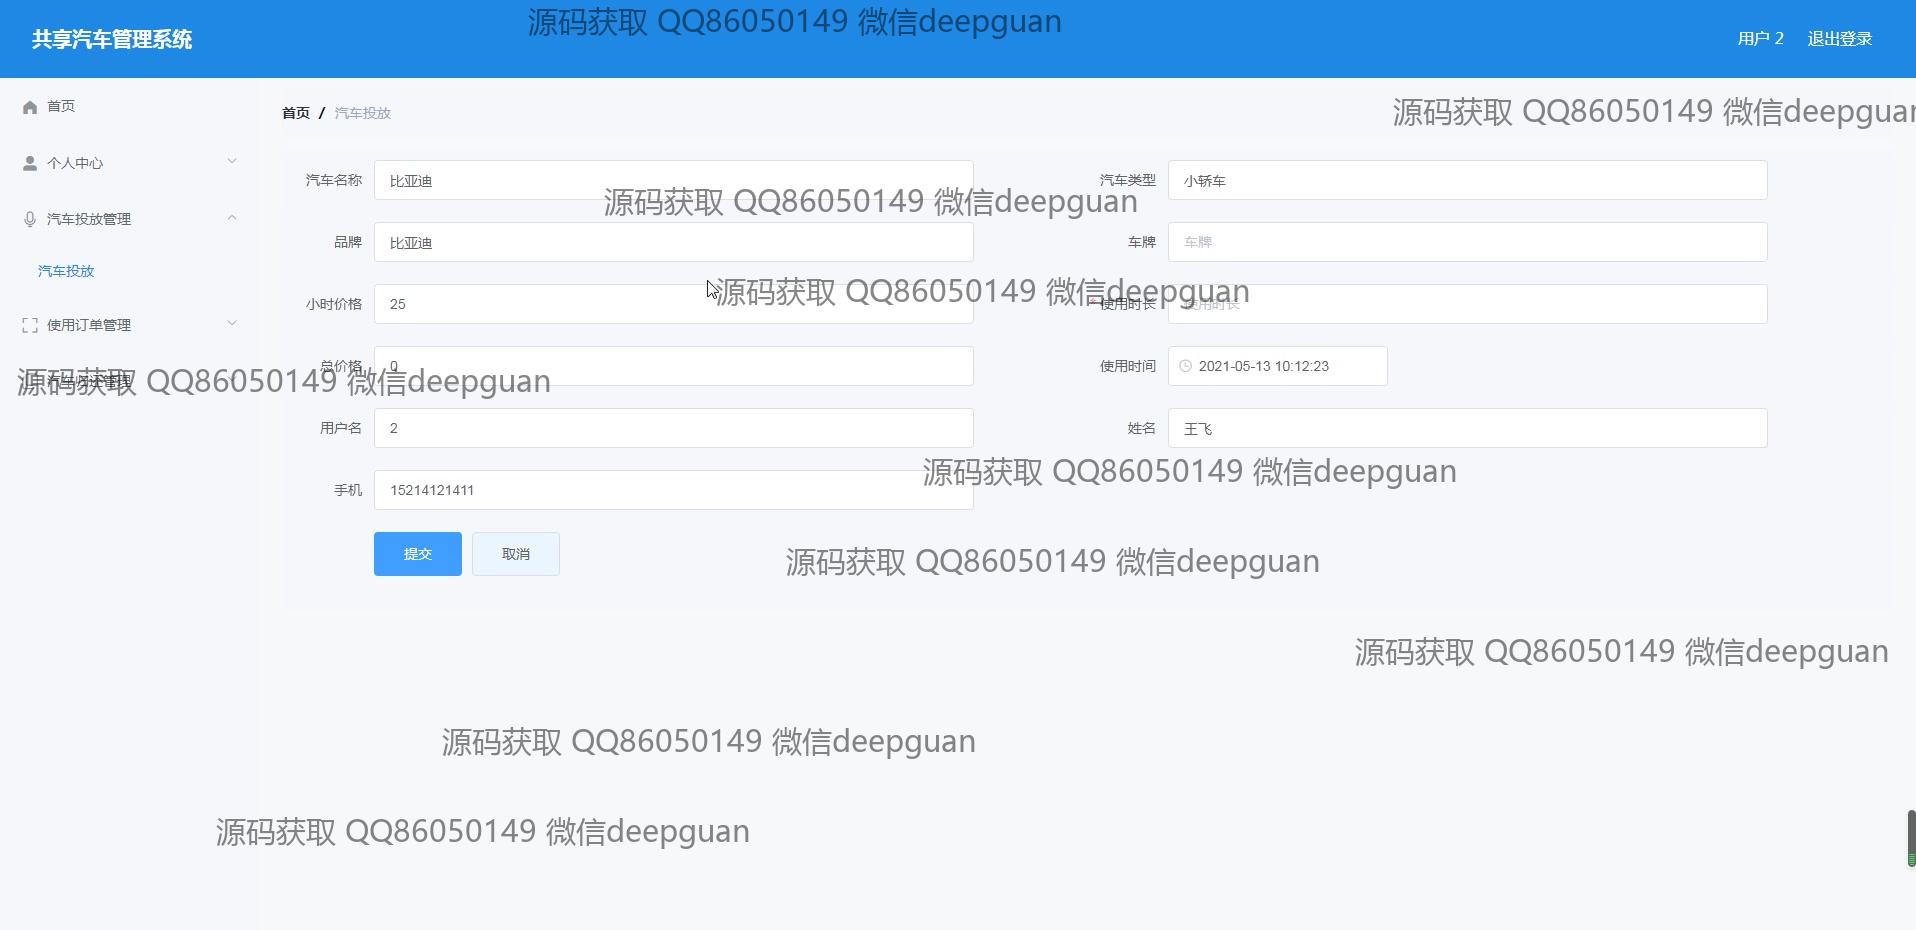 源码获取 QQ86050149 微信deepguan
共享汽车管理系统
用户 2 退出登录
首页
首页 / 汽车投放
源码获取 QQ86050149 微信deepguan
个人中心
汽车名称 比亚迪
汽车类型 小轿车
源码获取 QQ86050149 微信deepguan
汽车投放管理
品牌 比亚迪
车牌 车牌
汽车投放
小时价格 25
源码获取 QQ86050149 微信deepguan
* 使用时长 使用时长
使用订单管理
总价格 0
使用时间 2021-05-13 10:12:23
源码获取 QQ86050149 微信deepguan
用户名 2
姓名 王飞
源码获取 QQ86050149 微信deepguan
手机 15214121411
提交 取消
源码获取 QQ86050149 微信deepguan
源码获取 QQ86050149 微信deepguan
源码获取 QQ86050149 微信deepguan
源码获取 QQ86050149 微信deepguan